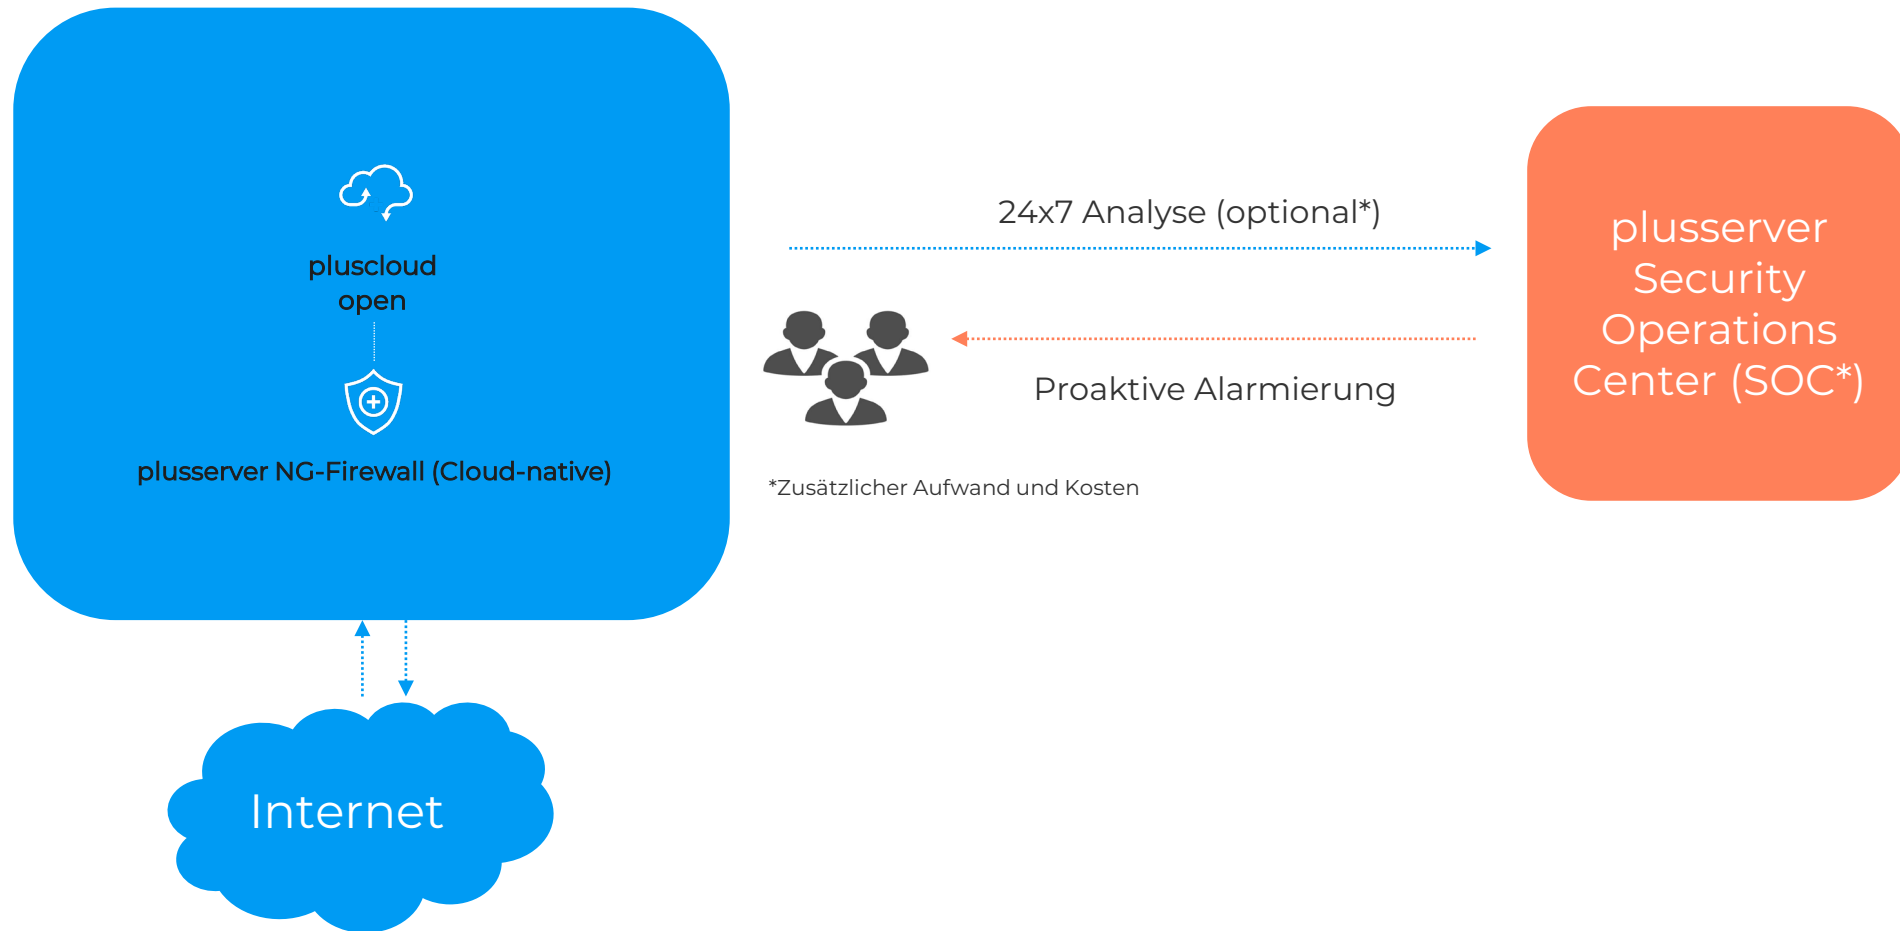 pluscloud
open
plusserver NG-Firewall (Cloud-native)
24x7 Analyse (optional*)
Proaktive Alarmierung
*Zusätzlicher Aufwand und Kosten
plusserver
Security
Operations
Center (SOC*)
Internet